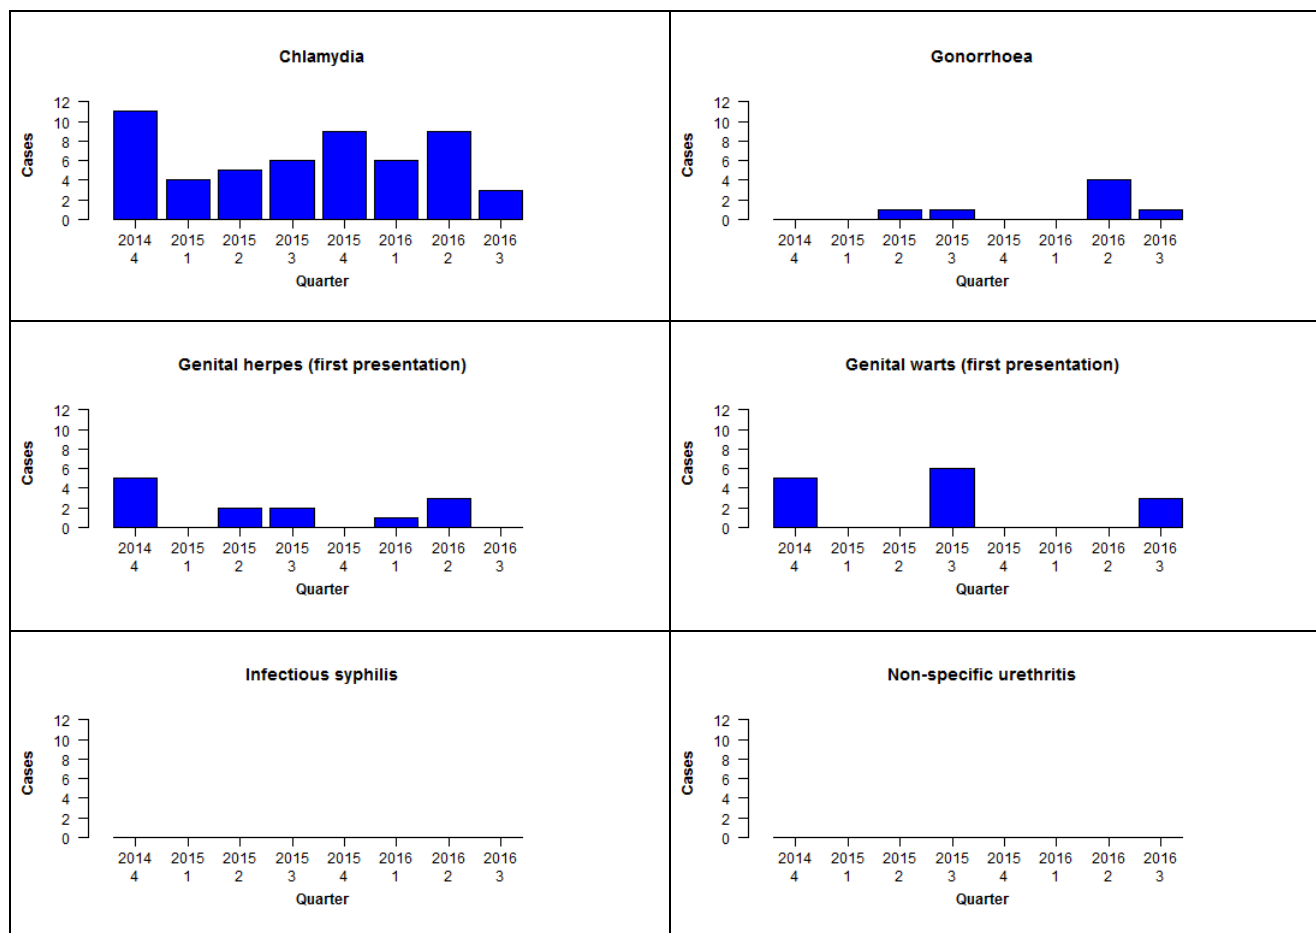 Chlamydia
12
10
8
6
4
2
0
Cases
2014 2015 2015 2015 2015 2016 2016 2016
4 1 2 3 4 1 2 3
Quarter
Gonorrhoea
12
10
8
6
4
2
0
Cases
2014 2015 2015 2015 2015 2016 2016 2016
4 1 2 3 4 1 2 3
Quarter
Genital herpes (first presentation)
12
10
8
6
4
2
0
Cases
2014 2015 2015 2015 2015 2016 2016 2016
4 1 2 3 4 1 2 3
Quarter
Genital warts (first presentation)
12
10
8
6
4
2
0
Cases
2014 2015 2015 2015 2015 2016 2016 2016
4 1 2 3 4 1 2 3
Quarter
Infectious syphilis
12
10
8
6
4
2
0
Cases
2014 2015 2015 2015 2015 2016 2016 2016
4 1 2 3 4 1 2 3
Quarter
Non-specific urethritis
12
10
8
6
4
2
0
Cases
2014 2015 2015 2015 2015 2016 2016 2016
4 1 2 3 4 1 2 3
Quarter